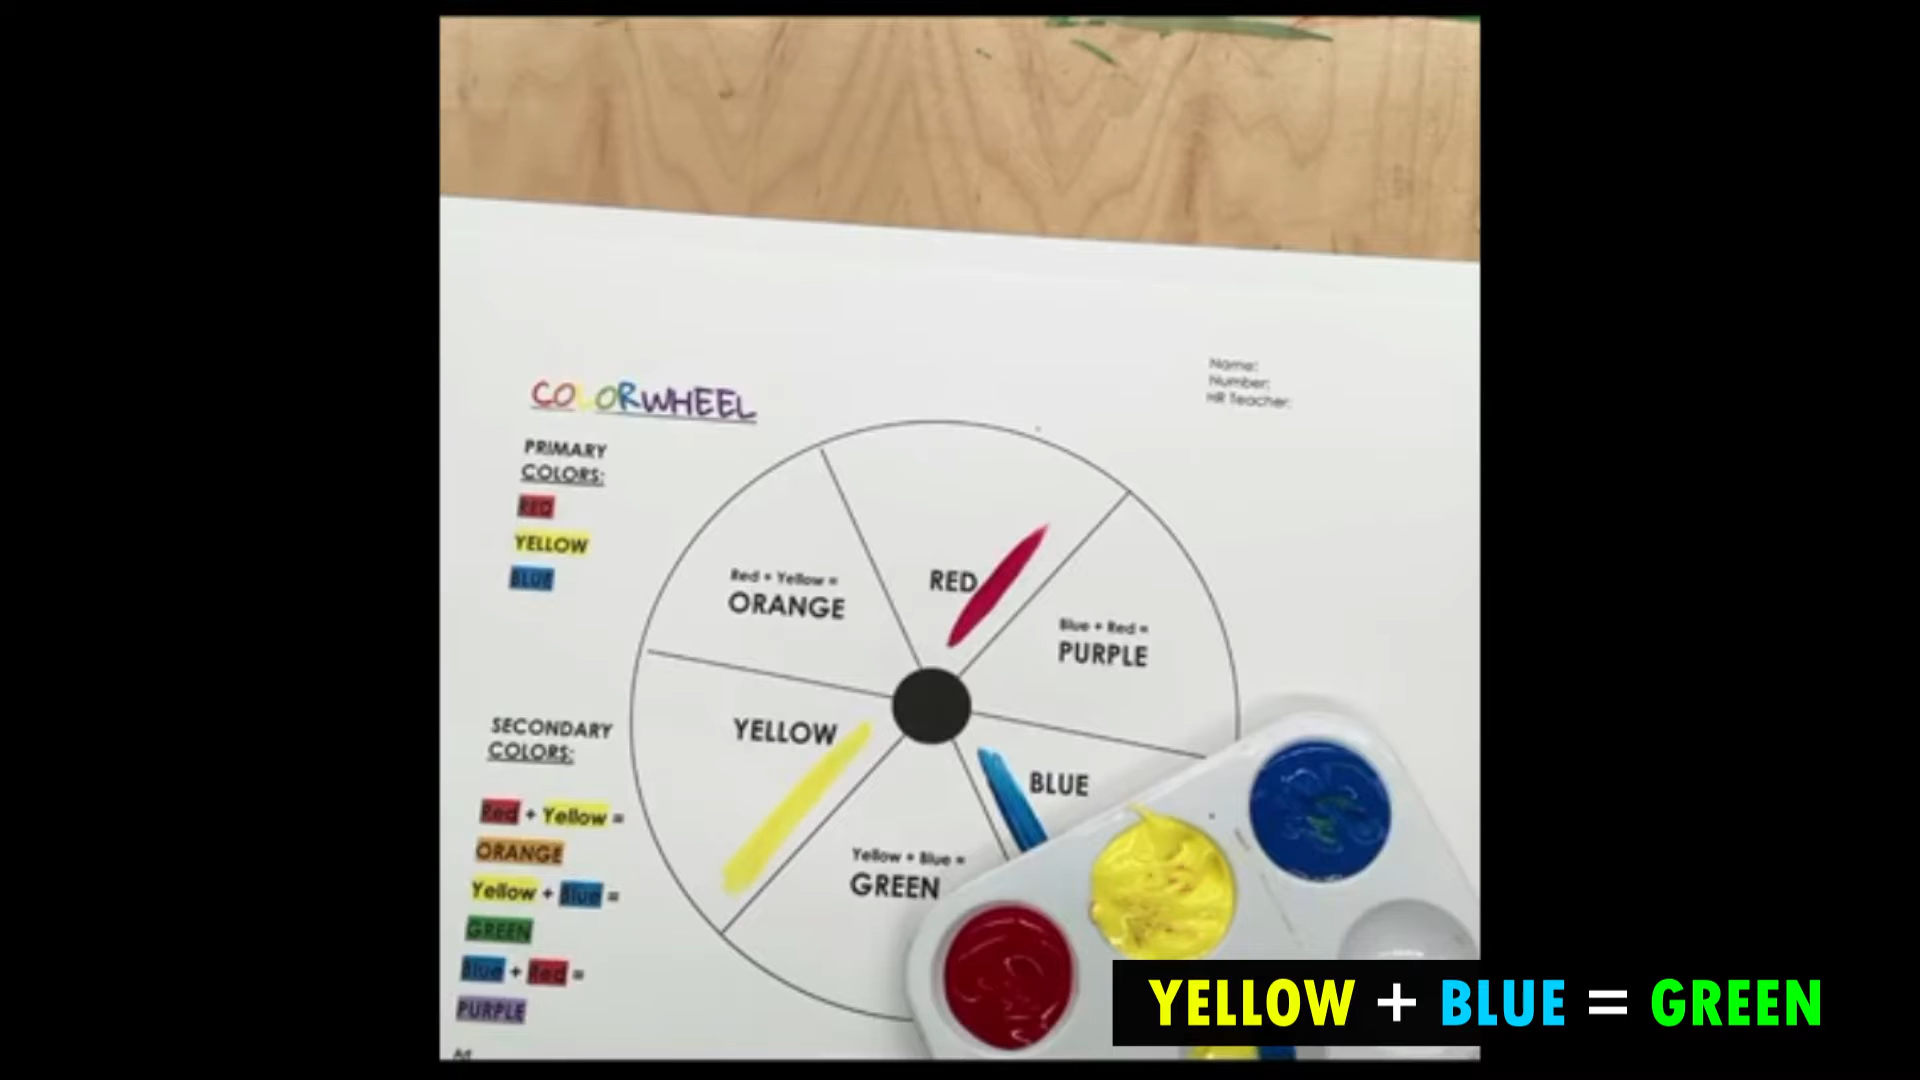 COLORWHEEL
Name:
Number:
HR Teacher:
PRIMARY
COLORS:
RED
YELLOW
BLUE
SECONDARY
COLORS:
Red + Yellow =
ORANGE
Yellow + Blue =
GREEN
Blue + Red =
PURPLE
Art
RED
Red + Yellow =
ORANGE
Blue + Red =
PURPLE
YELLOW
BLUE
Yellow + Blue =
GREEN
YELLOW + BLUE = GREEN